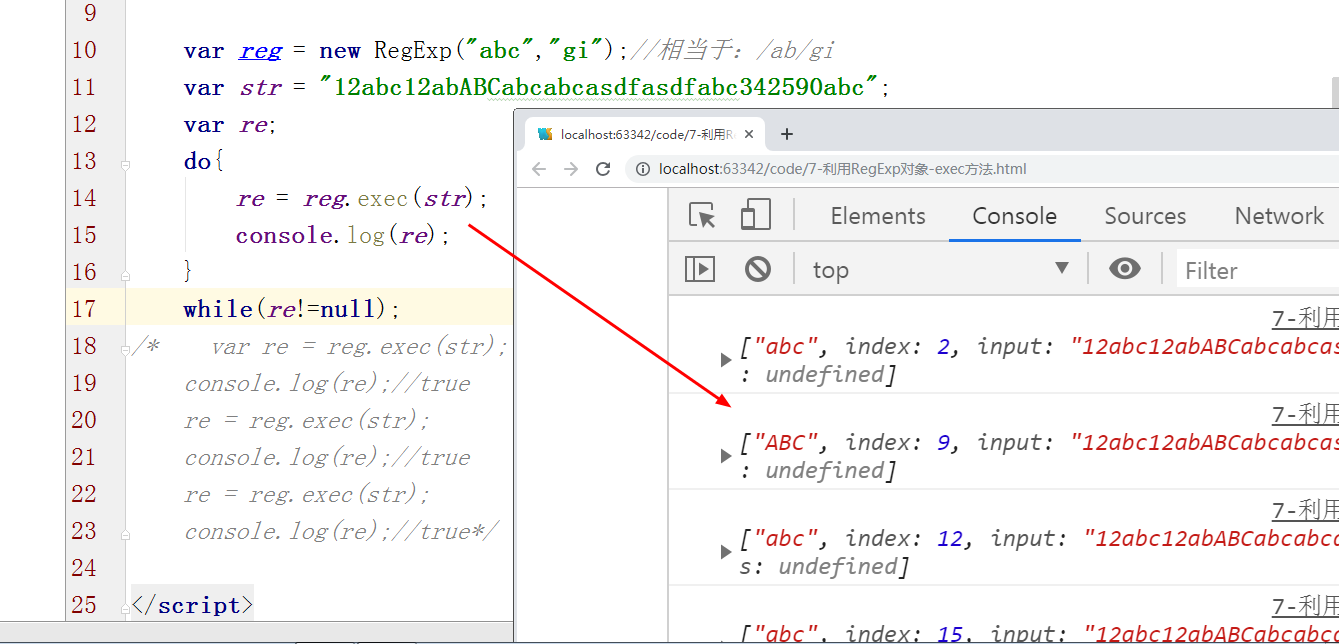 9
10 var reg = new RegExp("abc","gi");//相当于：/ab/gi
11 var str = "12abc12abABCabcabcasdfasdfabc342590abc";
12 var re;
13 do{
14 re = reg.exec(str);
15 console.log(re);
16 }
17 while(re!=null);
18 /* var re = reg.exec(str);
19 console.log(re);//true
20 re = reg.exec(str);
21 console.log(re);//true
22 re = reg.exec(str);
23 console.log(re);//true*/
24
25 </script>
localhost:63342/code/7-利用R
localhost:63342/code/7-利用RegExp对象-exec方法.html
Elements Console Sources Network
top Filter
7-利用
["abc", index: 2, input: "12abc12abABCabcabcas
: undefined]
7-利用
["ABC", index: 9, input: "12abc12abABCabcabcas
: undefined]
7-利用
["abc", index: 12, input: "12abc12abABCabcabc
s: undefined]
7-利用
["abc", index: 15, input: "12abc12abABCabcabc